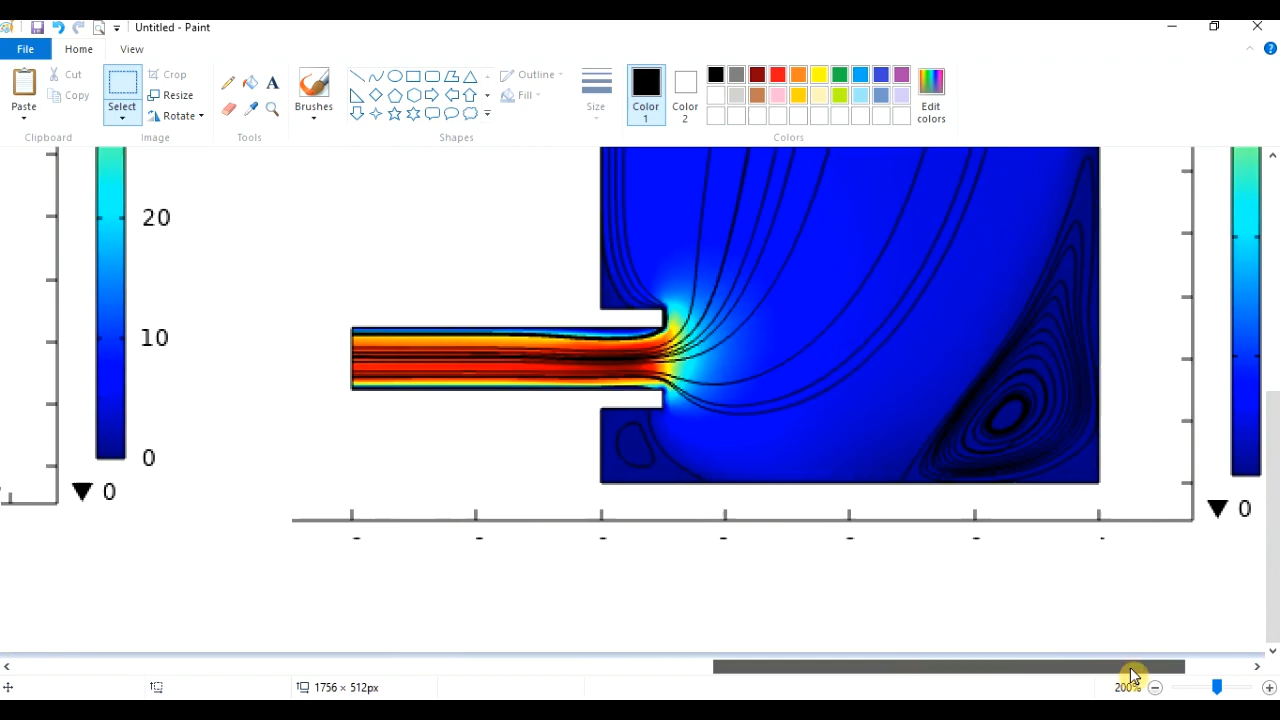 Untitled - Paint
File Home View
Paste
Cut
Copy
Clipboard
Select
Crop
Resize
Rotate
Image
A
Tools
Brushes
Outline
Fill
Shapes
Size
Color 1
Color 2
Edit colors
Colors
20
10
0
▼ 0
▼ 0
1756 × 512px
200%